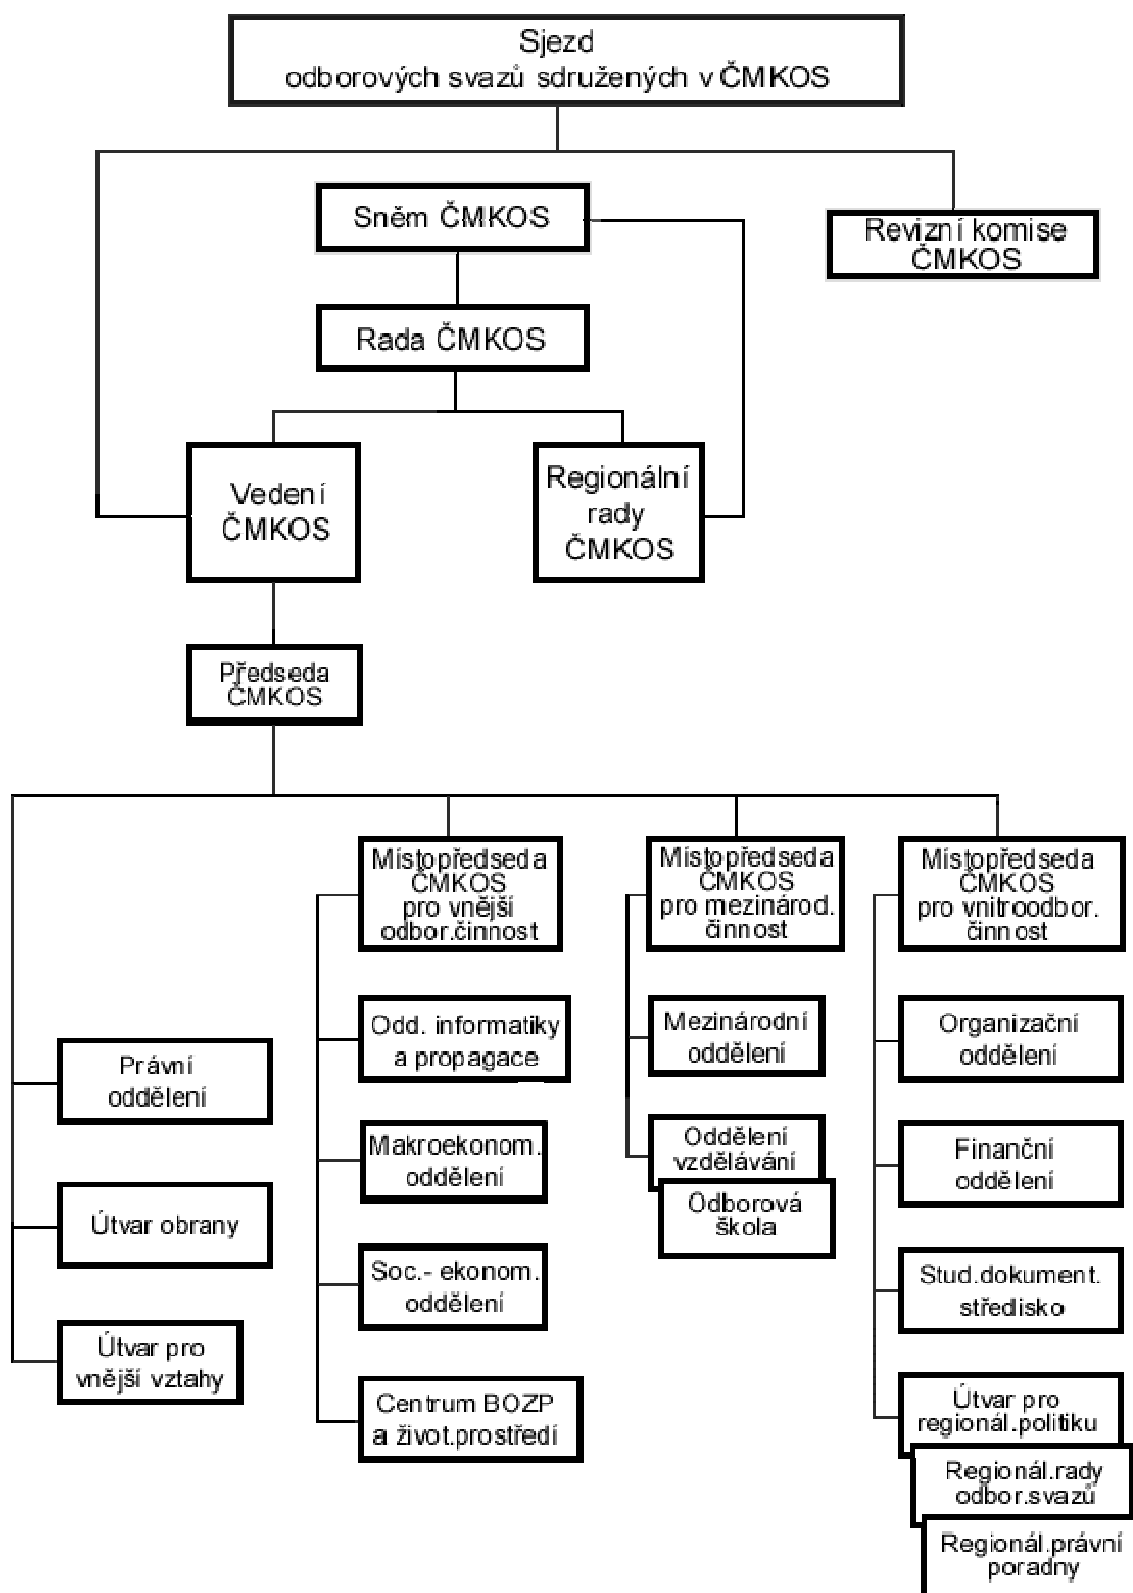 Sjezd
odborových svazů sdružených v ČMKOS
Sněm ČMKOS
Revizní komise
ČMKOS
Rada ČMKOS
Vedení
ČMKOS
Regionální
rady
ČMKOS
Předseda
ČMKOS
Místopředseda
ČMKOS
pro vnější
odbor.činnost
Místopředseda
ČMKOS
pro mezinárod.
činnost
Místopředseda
ČMKOS
pro vnitroodbor.
činnost
Právní
oddělení
Útvar obrany
Útvar pro
vnější vztahy
Odd. informatiky
a propagace
Makroekonom.
oddělení
Soc.- ekonom.
oddělení
Centrum BOZP
a život.prostředí
Mezinárodní
oddělení
Oddělení
vzdělávání
Odborová
škola
Organizační
oddělení
Finanční
oddělení
Stud.dokument.
středisko
Útvar pro
regionál.politiku
Regionál.rady
odbor.svazů
Regionál.právní
poradny